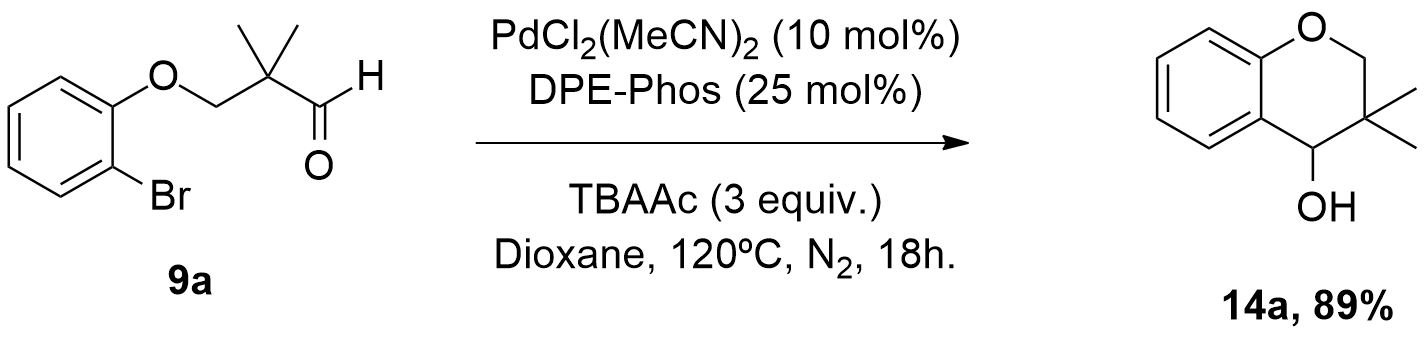 O
H
O
Br
9a
PdCl₂(MeCN)₂ (10 mol%)
DPE-Phos (25 mol%)
TBAAc (3 equiv.)
Dioxane, 120ºC, N₂, 18h.
O
OH
14a, 89%